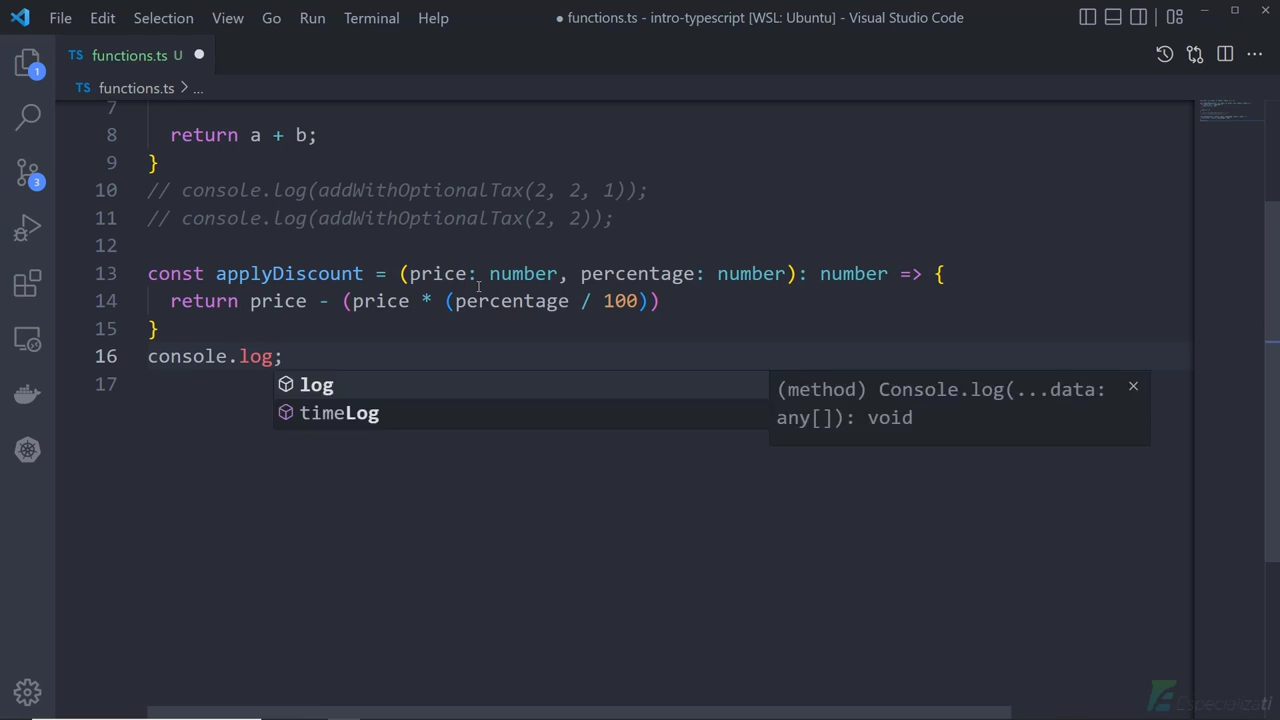 File Edit Selection View Go Run Terminal Help ● functions.ts - intro-typescript [WSL: Ubuntu] - Visual Studio Code
TS functions.ts U ●
TS functions.ts > ...
1
3
7
8 return a + b;
9 }
10 // console.log(addWithOptionalTax(2, 2, 1));
11 // console.log(addWithOptionalTax(2, 2));
12
13 const applyDiscount = (price: number, percentage: number): number => {
14 return price - (price * (percentage / 100))
15 }
16 console.log;
17
log
timeLog
(method) Console.log(...data:
any[]): void
Especializati